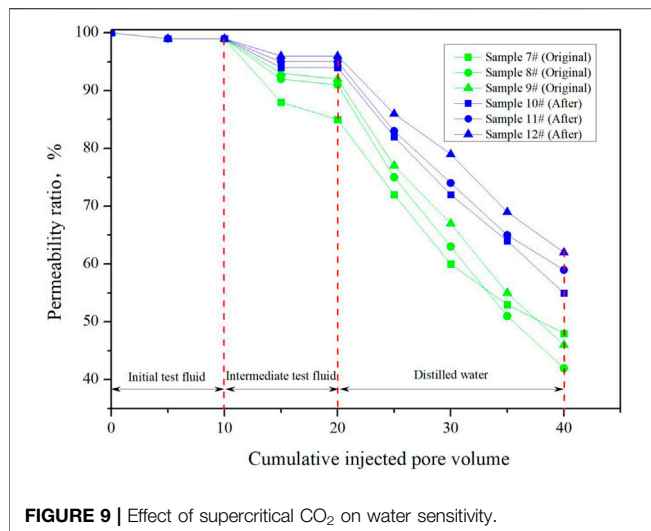 100
90
80
70
60
50
40
Permeability ratio, %
Sample 7# (Original)
Sample 8# (Original)
Sample 9# (Original)
Sample 10# (After)
Sample 11# (After)
Sample 12# (After)
Initial test fluid
Intermediate test fluid
Distilled water
0
10
20
30
40
Cumulative injected pore volume
FIGURE 9 | Effect of supercritical CO₂ on water sensitivity.